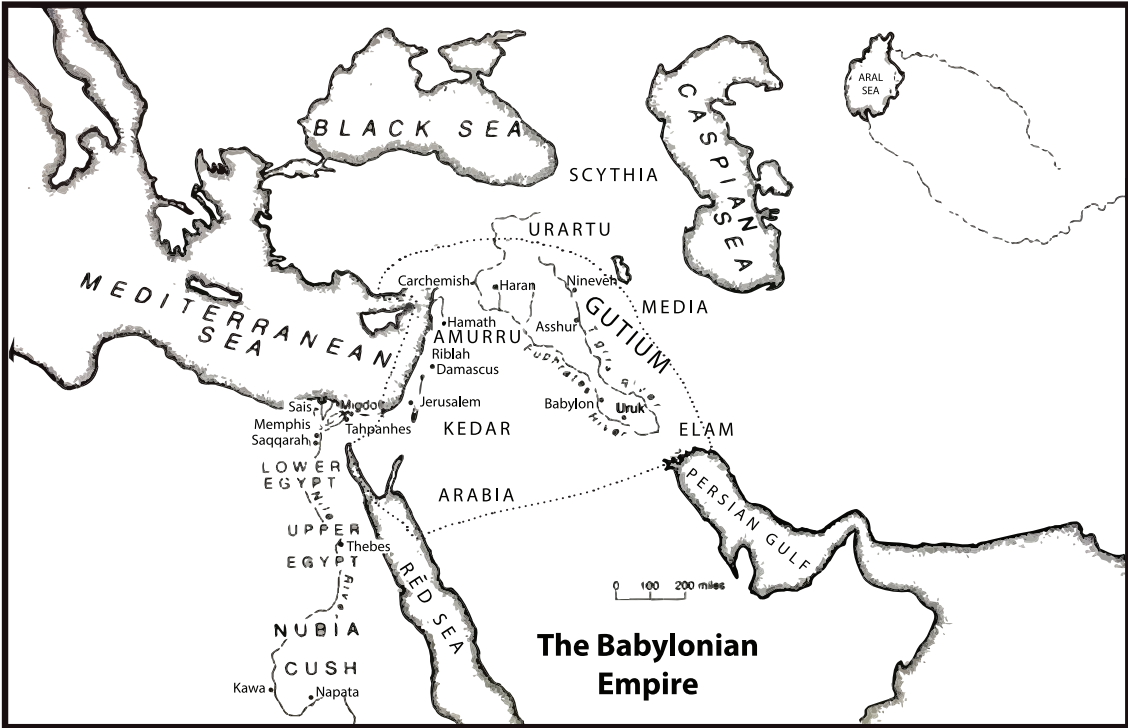 ARAL
SEA
BLACK SEA
CASPIAN
SEA
SCYTHIA
URARTU
MEDITERRANEAN
SEA
Carchemish
Haran
Nineveh
MEDIA
GUTIUM
Hamath
AMURRU
Asshur
Riblah
Damascus
Euphrates
River
Tigris River
Jerusalem
Babylon
Uruk
Sais
Migdol
Memphis
Tahpanhes
Saqqarah
KEDAR
ELAM
LOWER
EGYPT
Nile
River
ARABIA
PERSIAN GULF
UPPER
EGYPT
Thebes
RED SEA
0 100 200 miles
NUBIA
CUSH
Kawa
Napata
The Babylonian
Empire